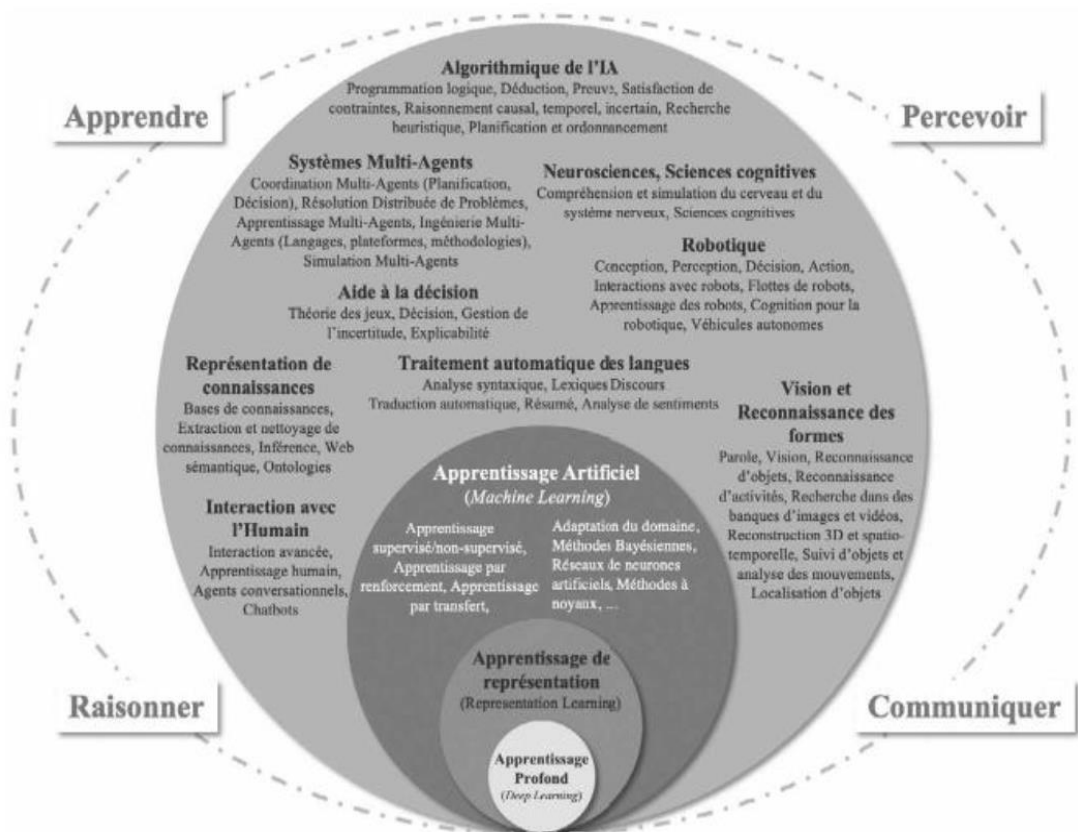 Algorithmique de l'IA
Programmation logique, Déduction, Preuve, Satisfaction de
contraintes, Raisonnement causal, temporel, incertain, Recherche
heuristique, Planification et ordonnancement
Apprendre
Percevoir
Systèmes Multi-Agents
Coordination Multi-Agents (Planification,
Décision), Résolution Distribuée de Problèmes,
Apprentissage Multi-Agents, Ingénierie Multi-
Agents (Langages, plateformes, méthodologies),
Simulation Multi-Agents
Neurosciences, Sciences cognitives
Compréhension et simulation du cerveau et du
système nerveux, Sciences cognitives
Robotique
Conception, Perception, Décision, Action,
Interactions avec robots, Flottes de robots,
Apprentissage des robots, Cognition pour la
robotique, Véhicules autonomes
Aide à la décision
Théorie des jeux, Décision, Gestion de
l'incertitude, Explicabilité
Représentation de
connaissances
Bases de connaissances,
Extraction et nettoyage de
connaissances, Inférence, Web
sémantique, Ontologies
Traitement automatique des langues
Analyse syntaxique, Lexiques Discours
Traduction automatique, Résumé, Analyse de sentiments
Vision et
Reconnaissance des
formes
Parole, Vision, Reconnaissance
d'objets, Reconnaissance
d'activités, Recherche dans des
banques d'images et vidéos,
Reconstruction 3D et spatio-
temporelle, Suivi d'objets et
analyse des mouvements,
Localisation d'objets
Interaction avec
l'Humain
Interaction avancée,
Apprentissage humain,
Agents conversationnels,
Chatbots
Apprentissage Artificiel
(Machine Learning)
Apprentissage
supervisé/non-supervisé,
Apprentissage par
renforcement, Apprentissage
par transfert,
Adaptation du domaine,
Méthodes Bayésiennes,
Réseaux de neurones
artificiels, Méthodes à
noyaux, ...
Apprentissage de
représentation
(Representation Learning)
Raisonner
Communiquer
Apprentissage
Profond
(Deep Learning)